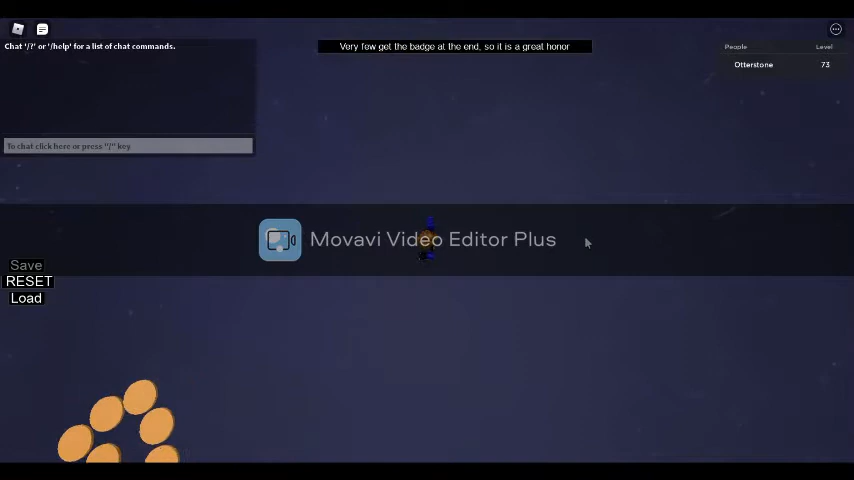 Chat '/?' or '/help' for a list of chat commands.
Very few get the badge at the end, so it is a great honor
People Level
Otterstone 73
To chat click here or press "/" key
Movavi Video Editor Plus
Save
RESET
Load